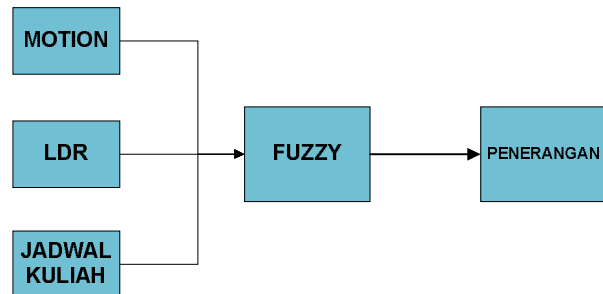 MOTION
LDR
JADWAL
KULIAH
FUZZY
PENERANGAN